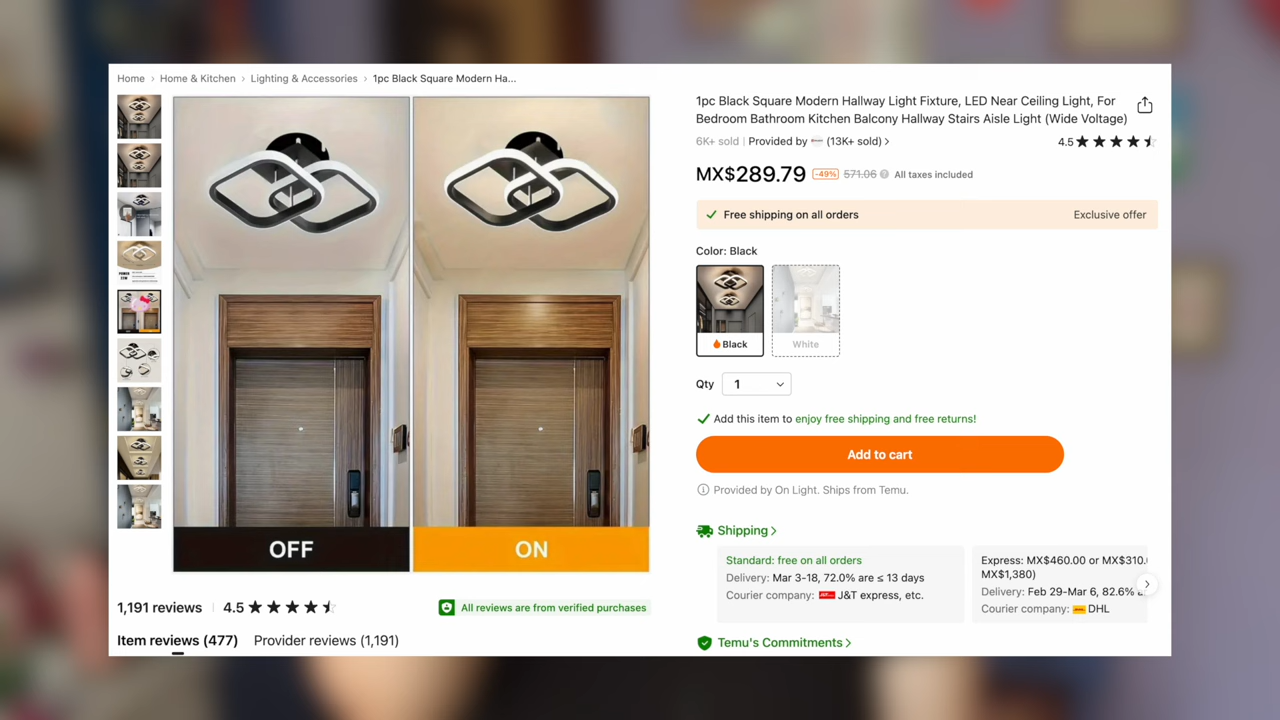 Home › Home & Kitchen › Lighting & Accessories › 1pc Black Square Modern Ha...
1pc Black Square Modern Hallway Light Fixture, LED Near Ceiling Light, For
Bedroom Bathroom Kitchen Balcony Hallway Stairs Aisle Light (Wide Voltage)
6K+ sold | Provided by (13K+ sold) >
4.5
MX$289.79 -49% 571.06 All taxes included
Free shipping on all orders
Exclusive offer
Color: Black
Black
White
Qty 1
Add this item to enjoy free shipping and free returns!
Add to cart
Provided by On Light. Ships from Temu.
OFF
ON
Shipping >
Standard: free on all orders
Delivery: Mar 3-18, 72.0% are ≤ 13 days
Courier company: J&T express, etc.
Express: MX$460.00 or MX$310.
MX$1,380)
Delivery: Feb 29-Mar 6, 82.6%
Courier company: DHL
1,191 reviews | 4.5
All reviews are from verified purchases
Item reviews (477) Provider reviews (1,191)
Temu's Commitments >